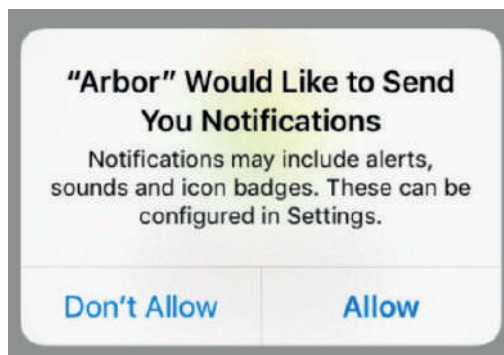 “Arbor” Would Like to Send
You Notifications
Notifications may include alerts,
sounds and icon badges. These can be
configured in Settings.
Don’t Allow
Allow